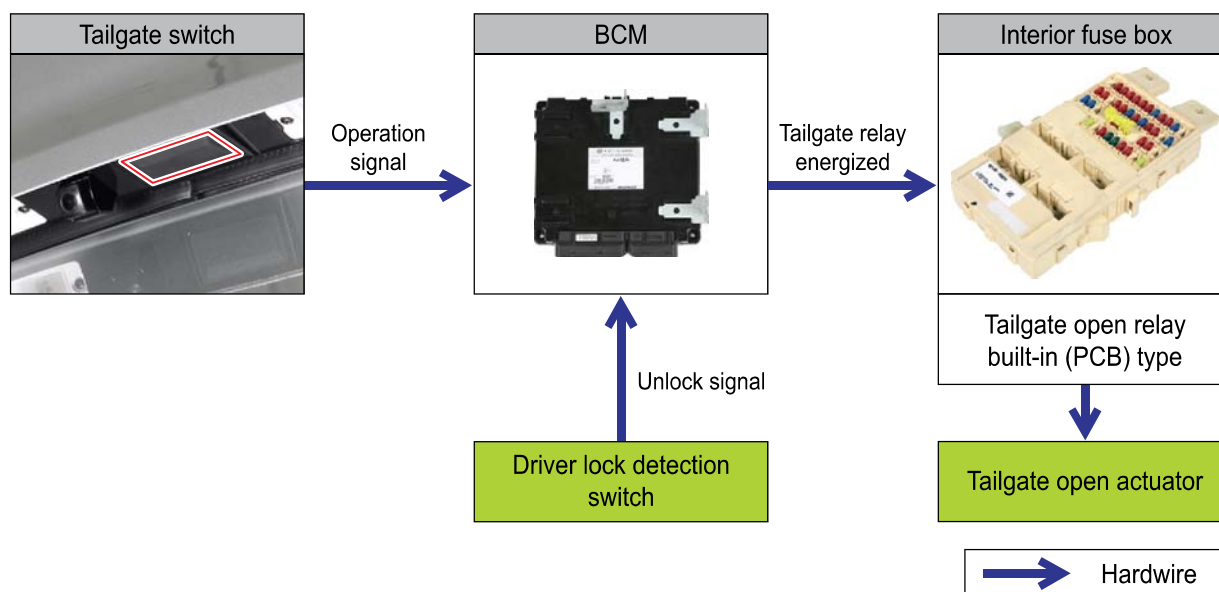 Tailgate switch
BCM
Interior fuse box
Operation
signal
Tailgate relay
energized
Tailgate open relay
built-in (PCB) type
Unlock signal
Driver lock detection
switch
Tailgate open actuator
Hardwire